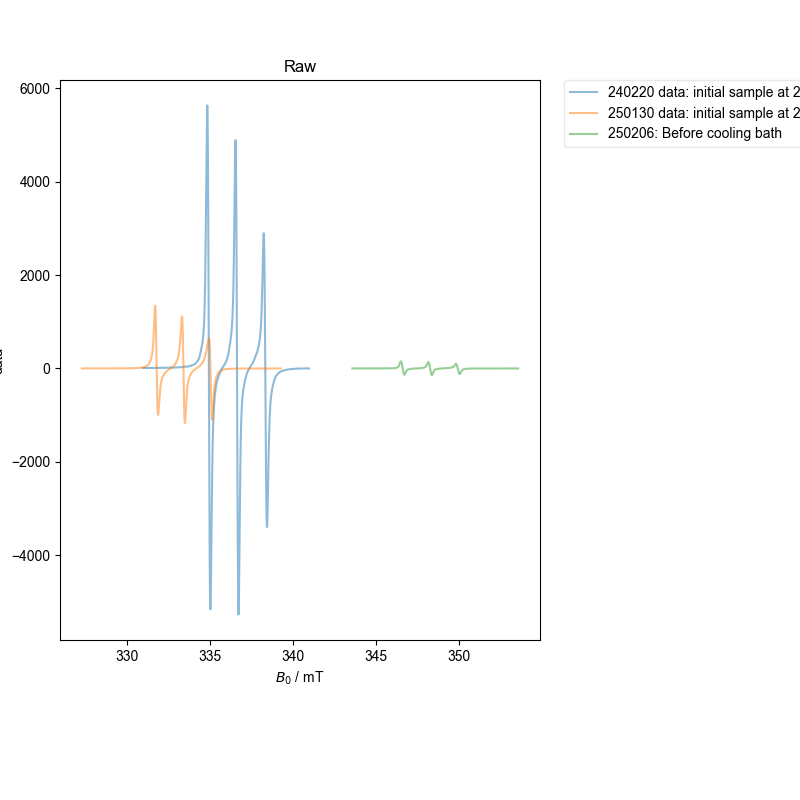 Raw
240220 data: initial sample at 2
250130 data: initial sample at 2
250206: Before cooling bath
6000
4000
2000
0
−2000
−4000
330
335
340
345
350
B0 / mT